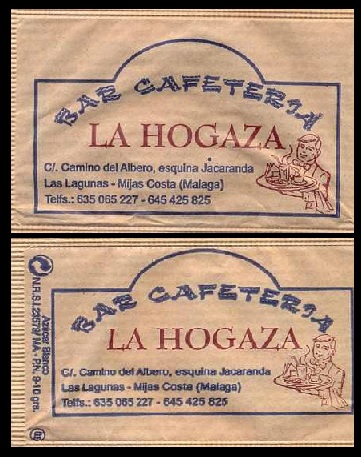 BAR CAFETERIA
LA HOGAZA
C/. Camino del Albero, esquina Jacaranda
Las Lagunas - Mijas Costa (Malaga)
Telfs.: 635 065 227 - 645 425 825
BAR CAFETERIA
LA HOGAZA
C/. Camino del Albero, esquina Jacaranda
Las Lagunas - Mijas Costa (Malaga)
Telfs.: 635 065 227 - 645 425 825
Azúcar Blanco